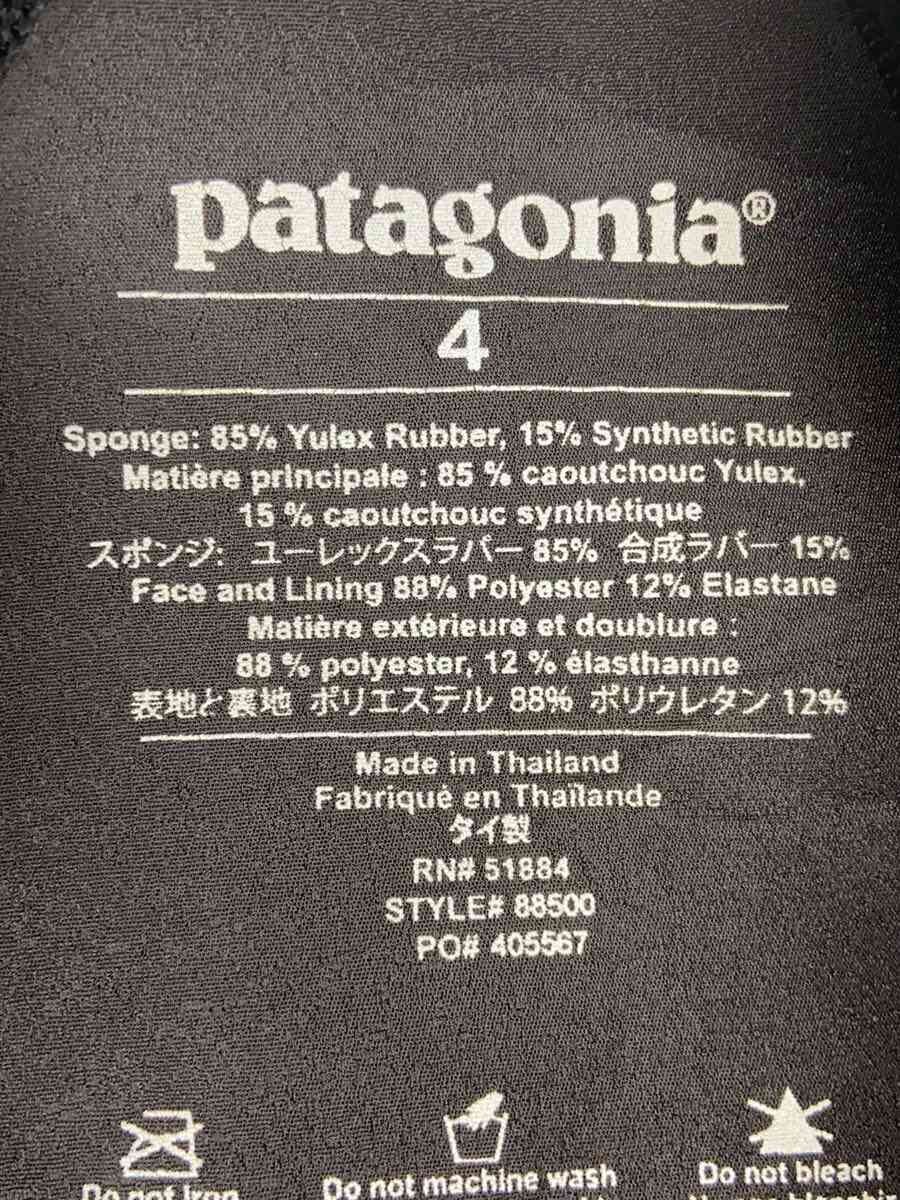 patagonia®
4
Sponge: 85% Yulex Rubber, 15% Synthetic Rubber
Matière principale : 85 % caoutchouc Yulex,
15 % caoutchouc synthétique
スポンジ: ユーレックスラバー 85% 合成ラバー 15%
Face and Lining 88% Polyester 12% Elastane
Matière extérieure et doublure :
88 % polyester, 12 % élasthanne
表地と裏地 ポリエステル 88% ポリウレタン 12%
Made in Thailand
Fabriqué en Thaïlande
タイ製
RN# 51884
STYLE# 88500
PO# 405567
Do not Iron Do not machine wash Do not bleach